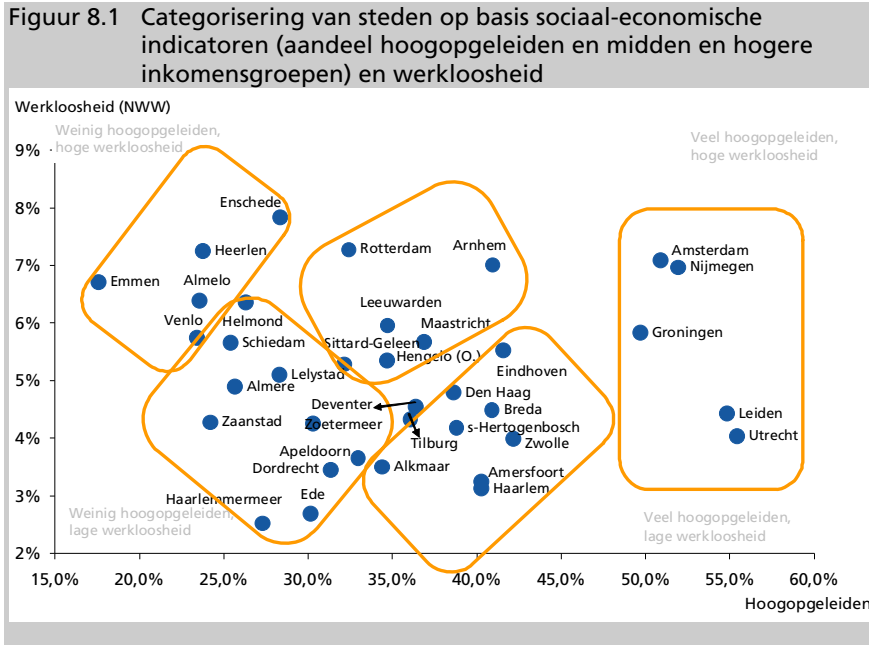 Figuur 8.1 Categorisering van steden op basis sociaal-economische
indicatoren (aandeel hoogopgeleiden en midden en hogere
inkomensgroepen) en werkloosheid
Werkloosheid (NWW)
Weinig hoogopgeleiden,
hoge werkloosheid
Veel hoogopgeleiden,
hoge werkloosheid
9%
8%
7%
6%
5%
4%
3%
2%
Enschede
Heerlen
Emmen
Almelo
Venlo
Helmond
Rotterdam
Arnhem
Leeuwarden
Maastricht
Sittard-Geleen
Hengelo (O.)
Amsterdam
Nijmegen
Groningen
Leiden
Utrecht
Schiedam
Lelystad
Almere
Zaanstad
Zoetermeer
Apeldoorn
Dordrecht
Haarlemmermeer
Ede
Eindhoven
Den Haag
Deventer
Breda
s-Hertogenbosch
Tilburg
Zwolle
Alkmaar
Amersfoort
Haarlem
Weinig hoogopgeleiden,
lage werkloosheid
Veel hoogopgeleiden,
lage werkloosheid
15,0% 20,0% 25,0% 30,0% 35,0% 40,0% 45,0% 50,0% 55,0% 60,0%
Hoogopgeleiden